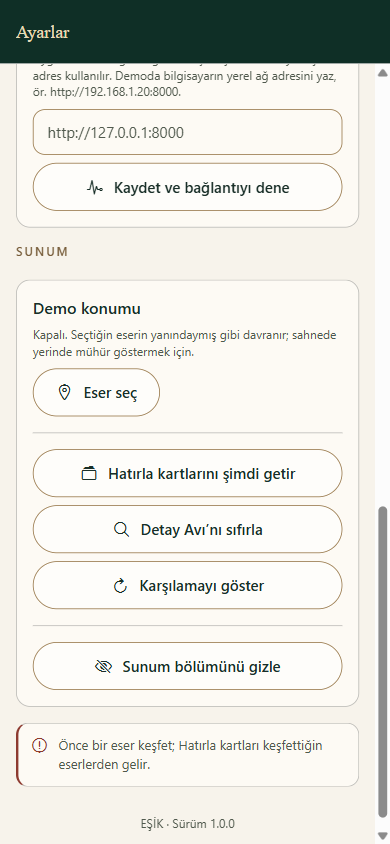 Ayarlar
adres kullanılır. Demoda bilgisayarın yerel ağ adresini yaz,
ör. http://192.168.1.20:8000.
http://127.0.0.1:8000
Kaydet ve bağlantıyı dene
SUNUM
Demo konumu
Kapalı. Seçtiğin eserin yanındaymış gibi davranır; sahnede
yerinde mühür göstermek için.
Eser seç
Hatırla kartlarını şimdi getir
Detay Avı’nı sıfırla
Karşılamayı göster
Sunum bölümünü gizle
Önce bir eser keşfet; Hatırla kartları keşfettiğin
eserlerden gelir.
EŞİK · Sürüm 1.0.0